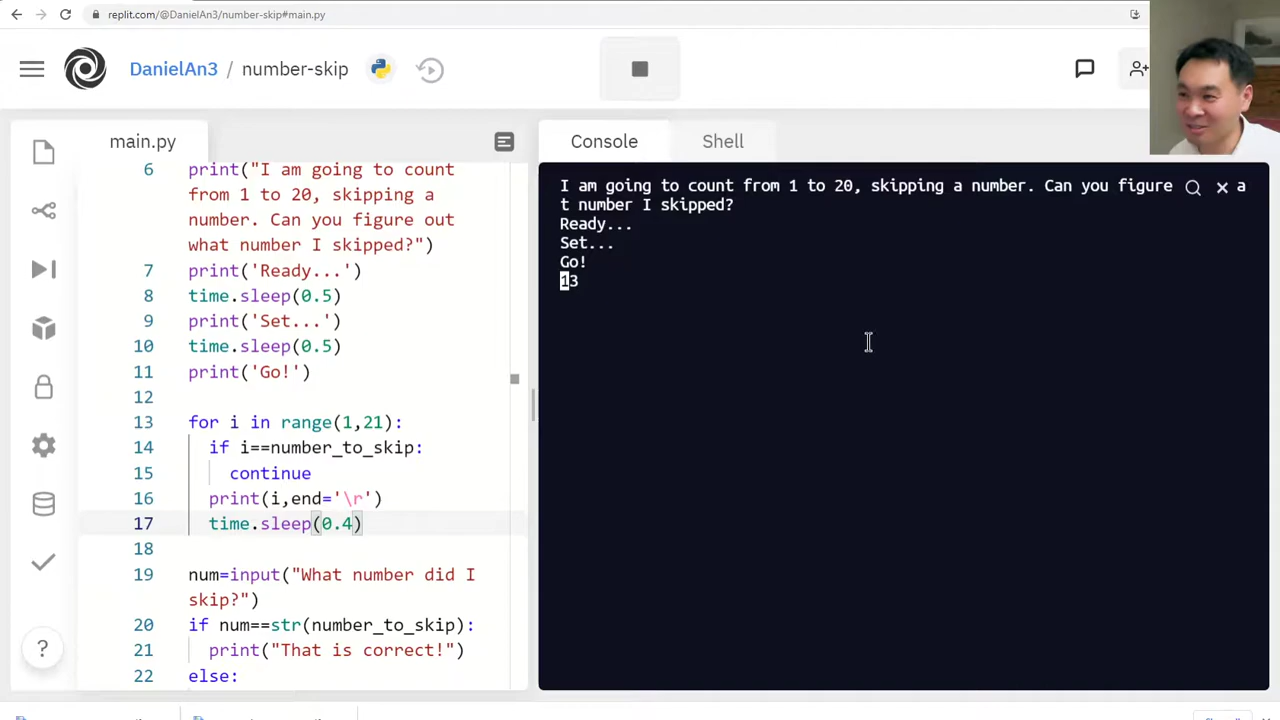 replit.com/@DanielAn3/number-skip#main.py
DanielAn3 / number-skip
main.py
6 print("I am going to count
from 1 to 20, skipping a
number. Can you figure out
what number I skipped?")
7 print('Ready...')
8 time.sleep(0.5)
9 print('Set...')
10 time.sleep(0.5)
11 print('Go!')
12
13 for i in range(1,21):
14 if i==number_to_skip:
15 continue
16 print(i,end='\r')
17 time.sleep(0.4)
18
19 num=input("What number did I
skip?")
20 if num==str(number_to_skip):
21 print("That is correct!")
22 else:
?
Console Shell
I am going to count from 1 to 20, skipping a number. Can you figure a
t number I skipped?
Ready...
Set...
Go!
13